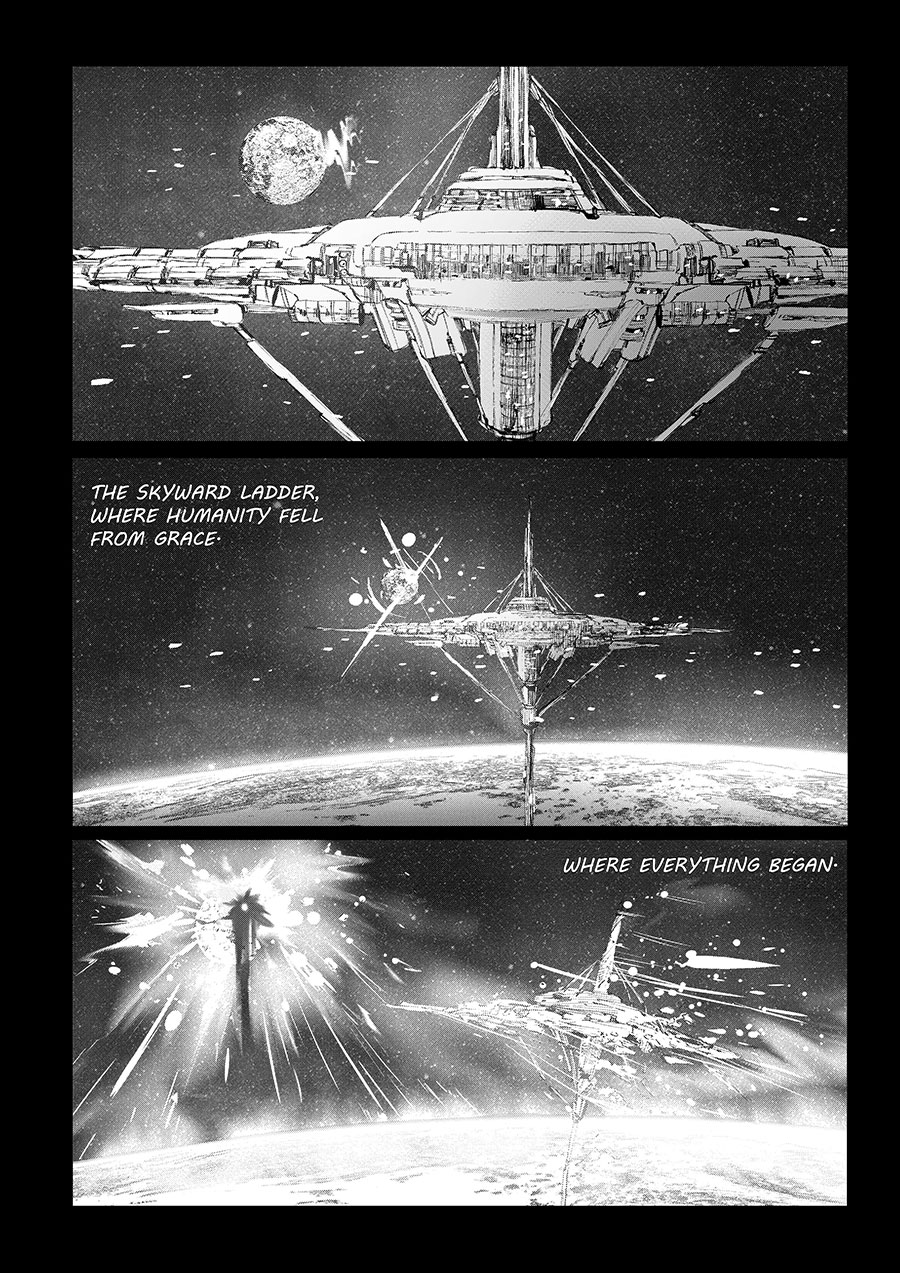 THE SKYWARD LADDER,
WHERE HUMANITY FELL
FROM GRACE.
WHERE EVERYTHING BEGAN.